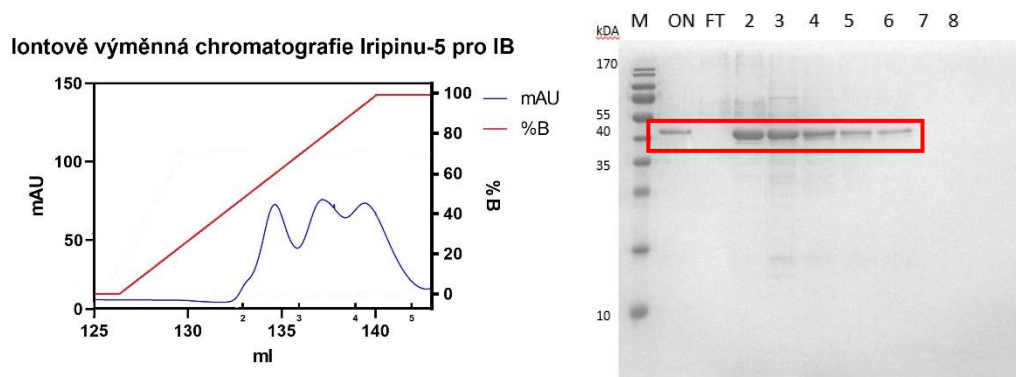 Iontově výměnná chromatografie Iripinu-5 pro IB
150
100
50
0
mAU
100
80
60
40
20
0
%B
mAU
%B
2 3 4 5
125 130 135 140
ml
M ON FT 2 3 4 5 6 7 8
kDA
170
55
40
35
10